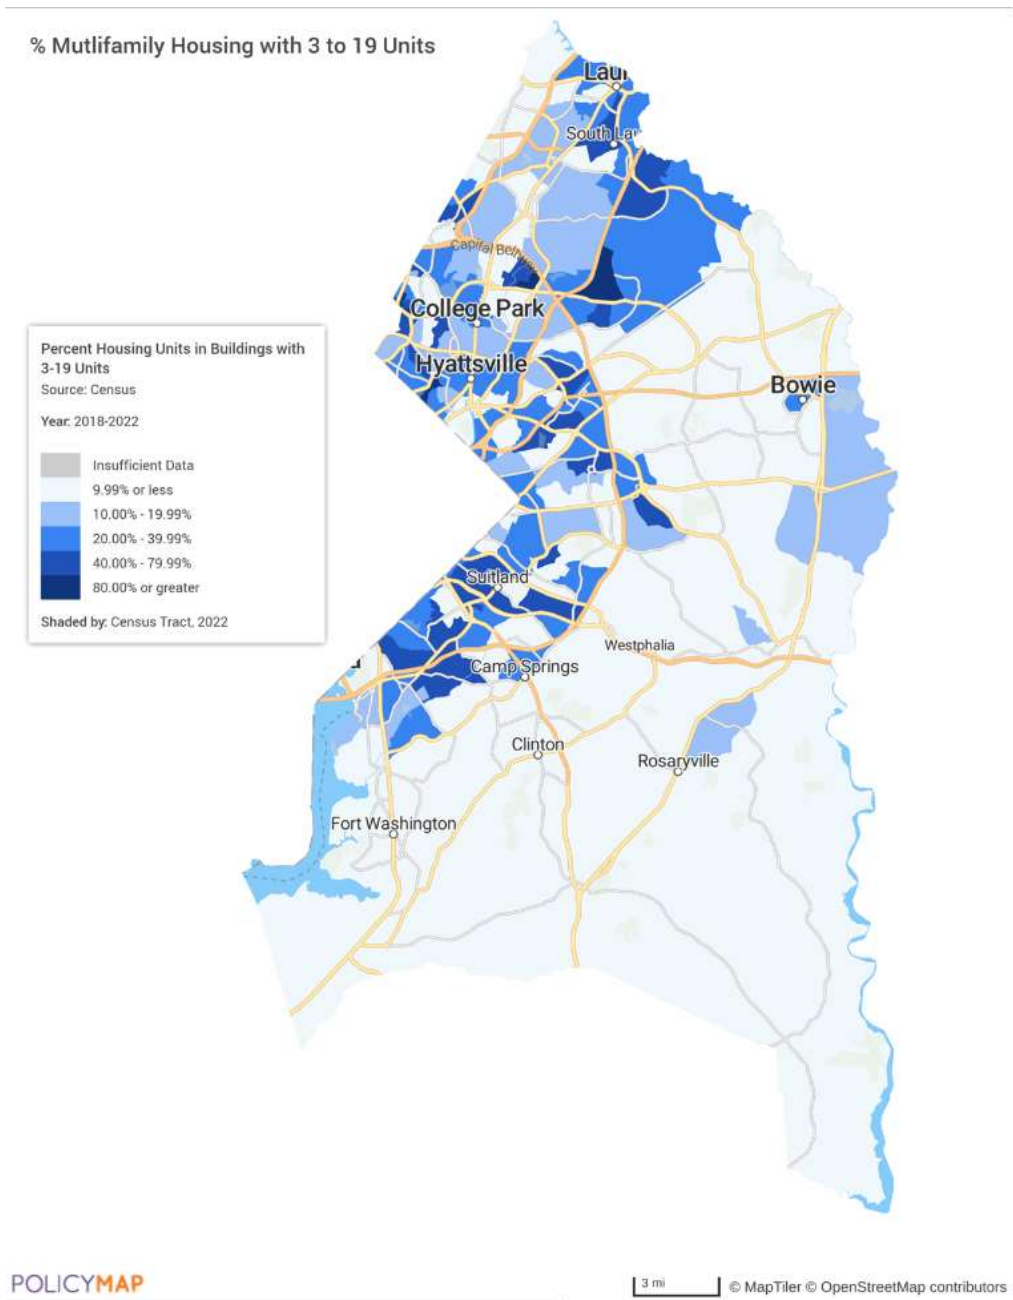 % Mutlifamily Housing with 3 to 19 Units
Laur
South Lau
Capital Beltway
College Park
Percent Housing Units in Buildings with
3-19 Units
Source: Census
Year: 2018-2022
Insufficient Data
9.99% or less
10.00% - 19.99%
20.00% - 39.99%
40.00% - 79.99%
80.00% or greater
Shaded by: Census Tract, 2022
Hyattsville
Bowie
Suitland
Westphalia
Camp Springs
Clinton
Rosaryville
Fort Washington
POLICYMAP
3 mi
© MapTiler © OpenStreetMap contributors